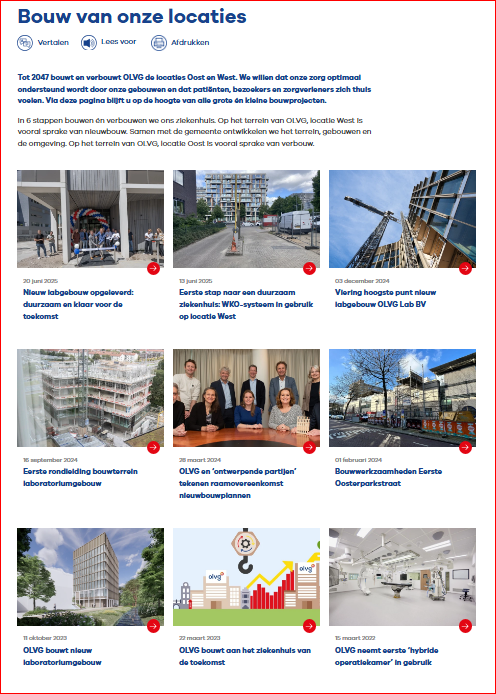 Bouw van onze locaties
Vertalen
Lees voor
Afdrukken
Tot 2047 bouwt en verbouwt OLVG de locaties Oost en West. We willen dat onze zorg optimaal
ondersteund wordt door onze gebouwen en dat patiënten, bezoekers en zorgverleners zich thuis
voelen. Via deze pagina blijft u op de hoogte van alle grote én kleine bouwprojecten.
In 6 stappen bouwen én verbouwen we ons ziekenhuis. Op het terrein van OLVG, locatie West is
vooral sprake van nieuwbouw. Samen met de gemeente ontwikkelen we het terrein, gebouwen en
de omgeving. Op het terrein van OLVG, locatie Oost is vooral sprake van verbouw.
20 juni 2025
Nieuw labgebouw opgeleverd:
duurzaam en klaar voor de
toekomst
13 juni 2025
Eerste stap naar een duurzaam
ziekenhuis: WKO-systeem in gebruik
op locatie West
03 december 2024
Viering hoogste punt nieuw
labgebouw OLVG Lab BV
16 september 2024
Eerste rondleiding bouwterrein
laboratoriumgebouw
28 maart 2024
OLVG en 'ontwerpende partijen'
tekenen raamovereenkomst
nieuwbouwplannen
01 februari 2024
Bouwwerkzaamheden Eerste
Oosterparkstraat
olvg
olvg
11 oktober 2023
OLVG bouwt nieuw
laboratoriumgebouw
22 maart 2023
OLVG bouwt aan het ziekenhuis van
de toekomst
15 maart 2022
OLVG neemt eerste 'hybride
operatiekamer' in gebruik